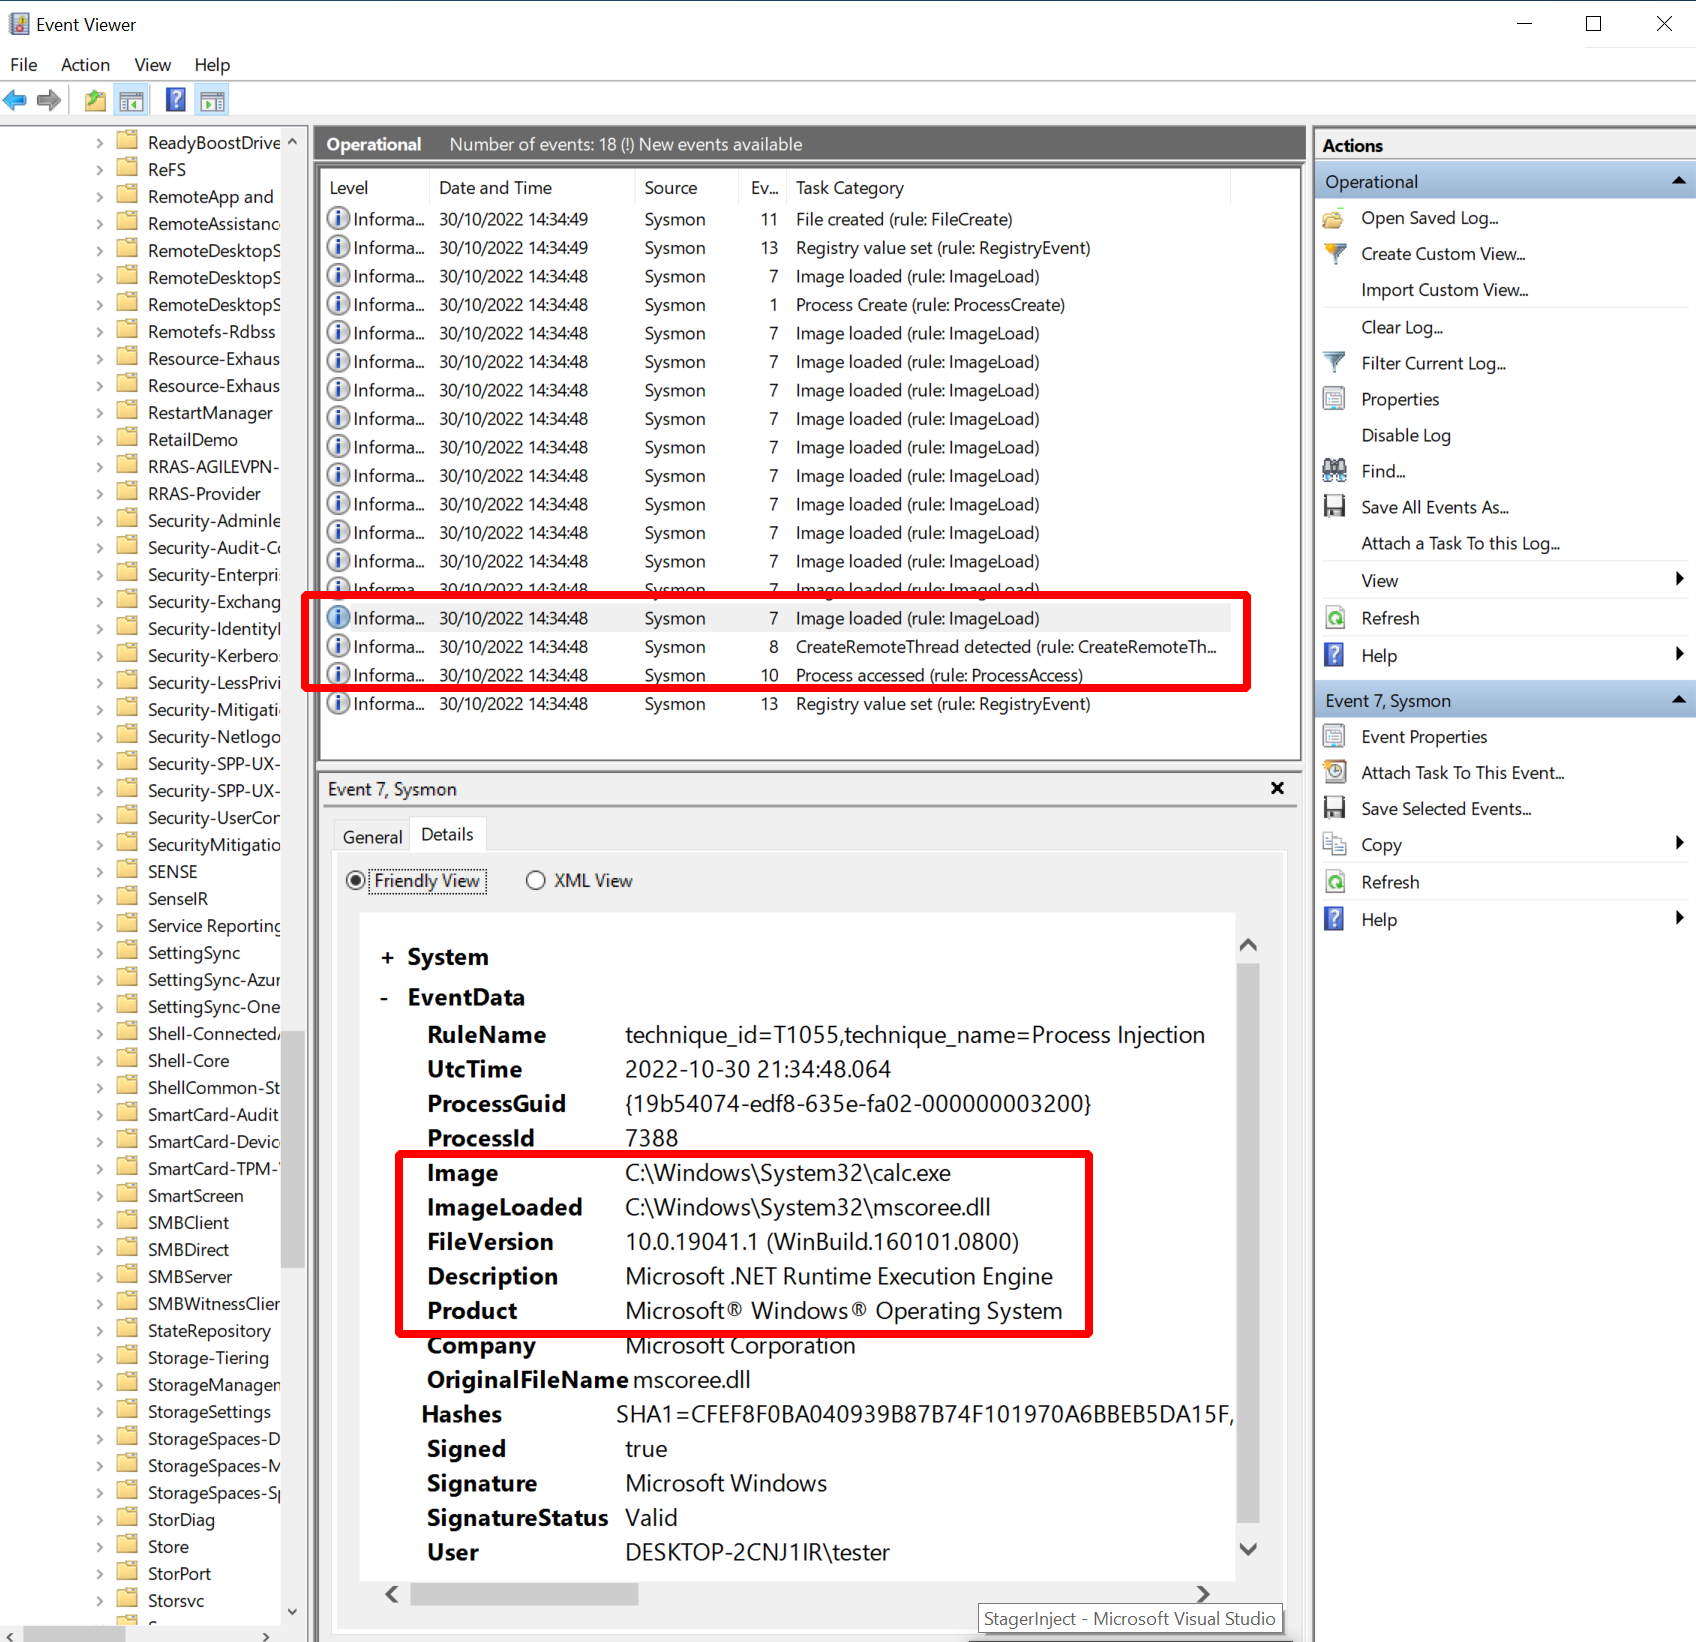 Event Viewer
File Action View Help
ReadyBoostDrive
ReFS
RemoteApp and
RemoteAssistanc
RemoteDesktopS
RemoteDesktopS
RemoteDesktopS
Remotefs-Rdbss
Resource-Exhaus
Resource-Exhaus
RestartManager
RetailDemo
RRAS-AGILEVPN-
RRAS-Provider
Security-Adminle
Security-Audit-Co
Security-Enterpri
Security-Exchang
Security-IdentityI
Security-Kerbero
Security-LessPrivi
Security-Mitigati
Security-Netlogo
Security-SPP-UX-
Security-SPP-UX-
Security-UserCon
SecurityMitigatio
SENSE
SenseIR
Service Reporting
SettingSync
SettingSync-Azur
SettingSync-One
Shell-Connected
Shell-Core
ShellCommon-St
SmartCard-Audit
SmartCard-Devic
SmartCard-TPM-
SmartScreen
SMBClient
SMBDirect
SMBServer
SMBWitnessClier
StateRepository
Storage-Tiering
StorageManagen
StorageSettings
StorageSpaces-D
StorageSpaces-M
StorageSpaces-Sp
StorDiag
Store
StorPort
Storsvc
Operational Number of events: 18 (!) New events available
Level Date and Time Source Ev... Task Category
Informa... 30/10/2022 14:34:49 Sysmon 11 File created (rule: FileCreate)
Informa... 30/10/2022 14:34:49 Sysmon 13 Registry value set (rule: RegistryEvent)
Informa... 30/10/2022 14:34:48 Sysmon 7 Image loaded (rule: ImageLoad)
Informa... 30/10/2022 14:34:48 Sysmon 1 Process Create (rule: ProcessCreate)
Informa... 30/10/2022 14:34:48 Sysmon 7 Image loaded (rule: ImageLoad)
Informa... 30/10/2022 14:34:48 Sysmon 7 Image loaded (rule: ImageLoad)
Informa... 30/10/2022 14:34:48 Sysmon 7 Image loaded (rule: ImageLoad)
Informa... 30/10/2022 14:34:48 Sysmon 7 Image loaded (rule: ImageLoad)
Informa... 30/10/2022 14:34:48 Sysmon 7 Image loaded (rule: ImageLoad)
Informa... 30/10/2022 14:34:48 Sysmon 7 Image loaded (rule: ImageLoad)
Informa... 30/10/2022 14:34:48 Sysmon 7 Image loaded (rule: ImageLoad)
Informa... 30/10/2022 14:34:48 Sysmon 7 Image loaded (rule: ImageLoad)
Informa... 30/10/2022 14:34:48 Sysmon 7 Image loaded (rule: ImageLoad)
Informa... 30/10/2022 14:34:48 Sysmon 7 Image loaded (rule: ImageLoad)
Informa... 30/10/2022 14:34:48 Sysmon 7 Image loaded (rule: ImageLoad)
Informa... 30/10/2022 14:34:48 Sysmon 8 CreateRemoteThread detected (rule: CreateRemoteTh...
Informa... 30/10/2022 14:34:48 Sysmon 10 Process accessed (rule: ProcessAccess)
Informa... 30/10/2022 14:34:48 Sysmon 13 Registry value set (rule: RegistryEvent)
Event 7, Sysmon
General Details
Friendly View XML View
+ System
- EventData
RuleName technique_id=T1055,technique_name=Process Injection
UtcTime 2022-10-30 21:34:48.064
ProcessGuid {19b54074-edf8-635e-fa02-000000003200}
ProcessId 7388
Image C:\Windows\System32\calc.exe
ImageLoaded C:\Windows\System32\mscoree.dll
FileVersion 10.0.19041.1 (WinBuild.160101.0800)
Description Microsoft .NET Runtime Execution Engine
Product Microsoft® Windows® Operating System
Company Microsoft Corporation
OriginalFileName mscoree.dll
Hashes SHA1=CFEF8F0BA040939B87B74F101970A6BBEB5DA15F,
Signed true
Signature Microsoft Windows
SignatureStatus Valid
User DESKTOP-2CNJ1IR\tester
StagerInject - Microsoft Visual Studio
Actions
Operational
Open Saved Log...
Create Custom View...
Import Custom View...
Clear Log...
Filter Current Log...
Properties
Disable Log
Find...
Save All Events As...
Attach a Task To this Log...
View
Refresh
Help
Event 7, Sysmon
Event Properties
Attach Task To This Event...
Save Selected Events...
Copy
Refresh
Help